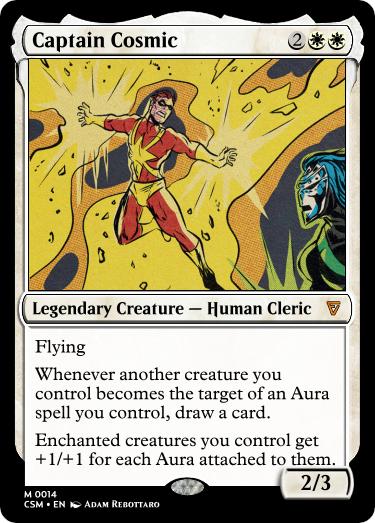 Captain Cosmic 2
Legendary Creature — Human Cleric
Flying
Whenever another creature you
control becomes the target of an Aura
spell you control, draw a card.
Enchanted creatures you control get
+1/+1 for each Aura attached to them.
2/3
M 0014
CSM • EN Adam Rebottaro